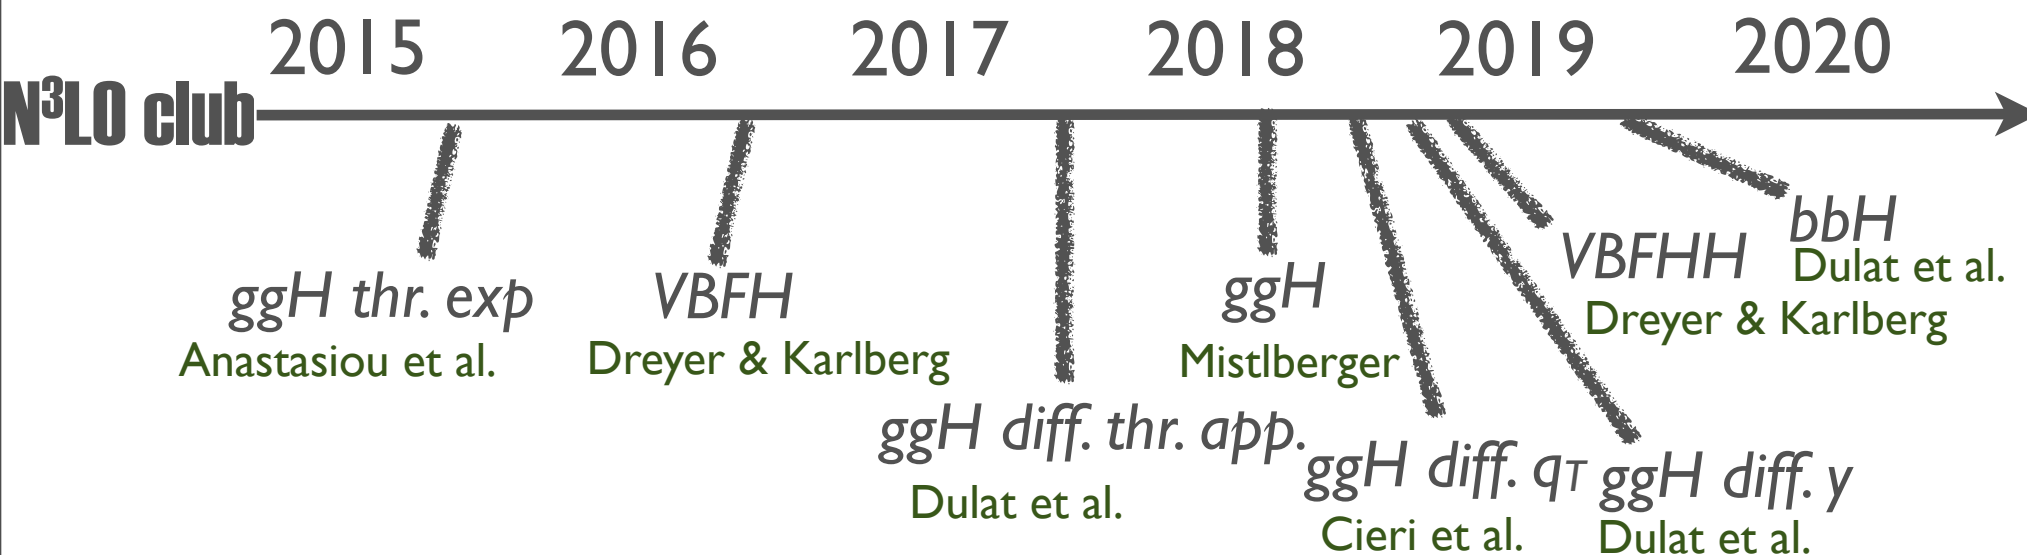 2015 2016 2017 2018 2019 2020
N³LO club
ggH thr. exp
Anastasiou et al.
VBFH
Dreyer & Karlberg
ggH diff. thr. app.
Dulat et al.
ggH
Mistlberger
ggH diff. qT
Cieri et al.
ggH diff. y
Dulat et al.
VBFHH
Dreyer & Karlberg
bbH
Dulat et al.